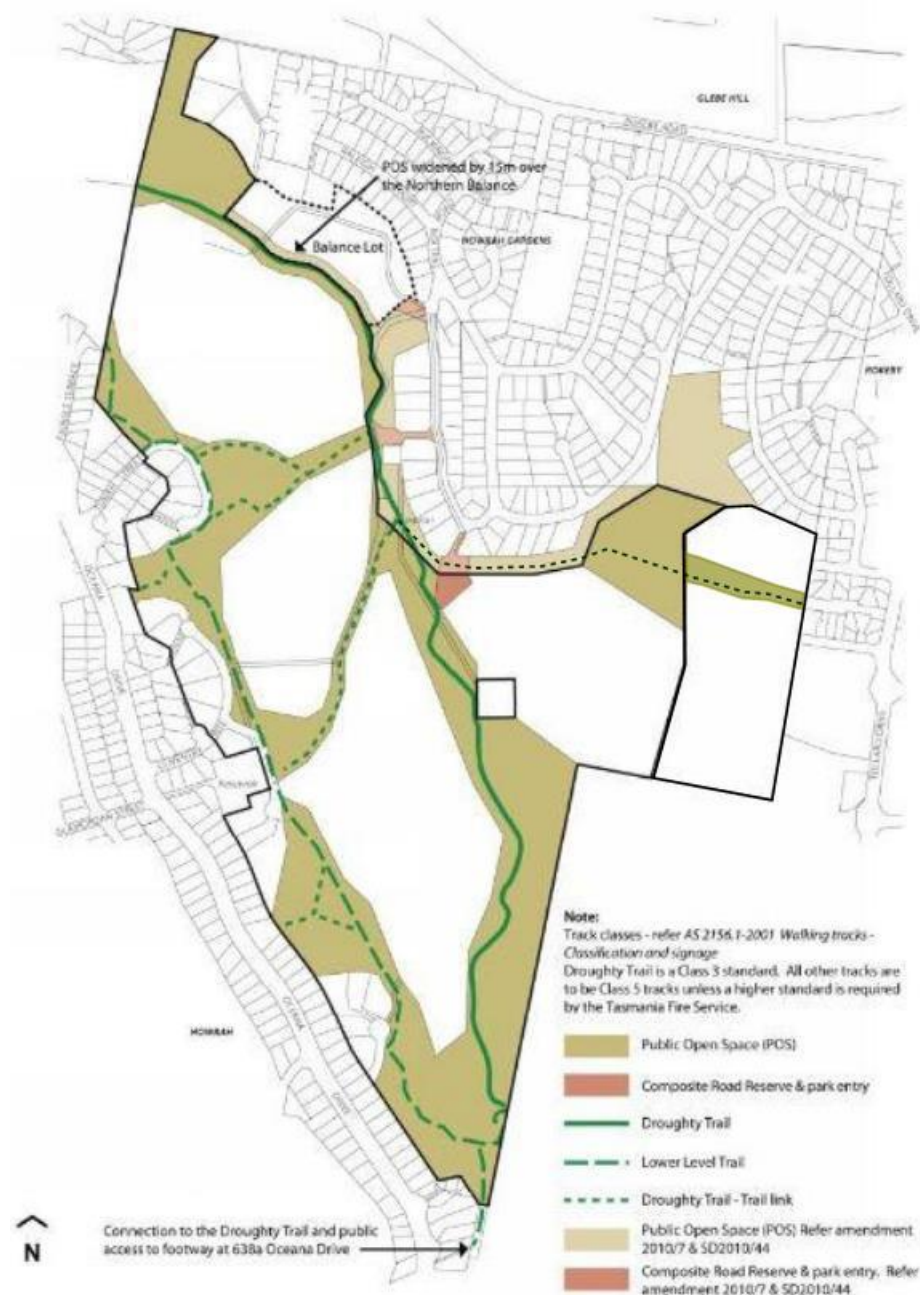 GLEBE HILL
POS widened by 15m over
the Northern Balance
HOWRAH GARDENS
Balance Lot
ROKEBY
OCEANA
DRIVE
HOWRAH
OCEANA
DRIVE
Note:
Track classes - refer AS 2156.1-2001 Walking tracks -
Classification and signage
Droughty Trail is a Class 3 standard. All other tracks are
to be Class 5 tracks unless a higher standard is required
by the Tasmania Fire Service.
Public Open Space (POS)
Composite Road Reserve & park entry
Droughty Trail
Lower Level Trail
Droughty Trail - Trail link
Public Open Space (POS) Refer amendment
2010/7 & SD2010/44
Composite Road Reserve & park entry. Refer
amendment 2010/7 & SD2010/44
N
Connection to the Droughty Trail and public
access to footway at 638a Oceana Drive